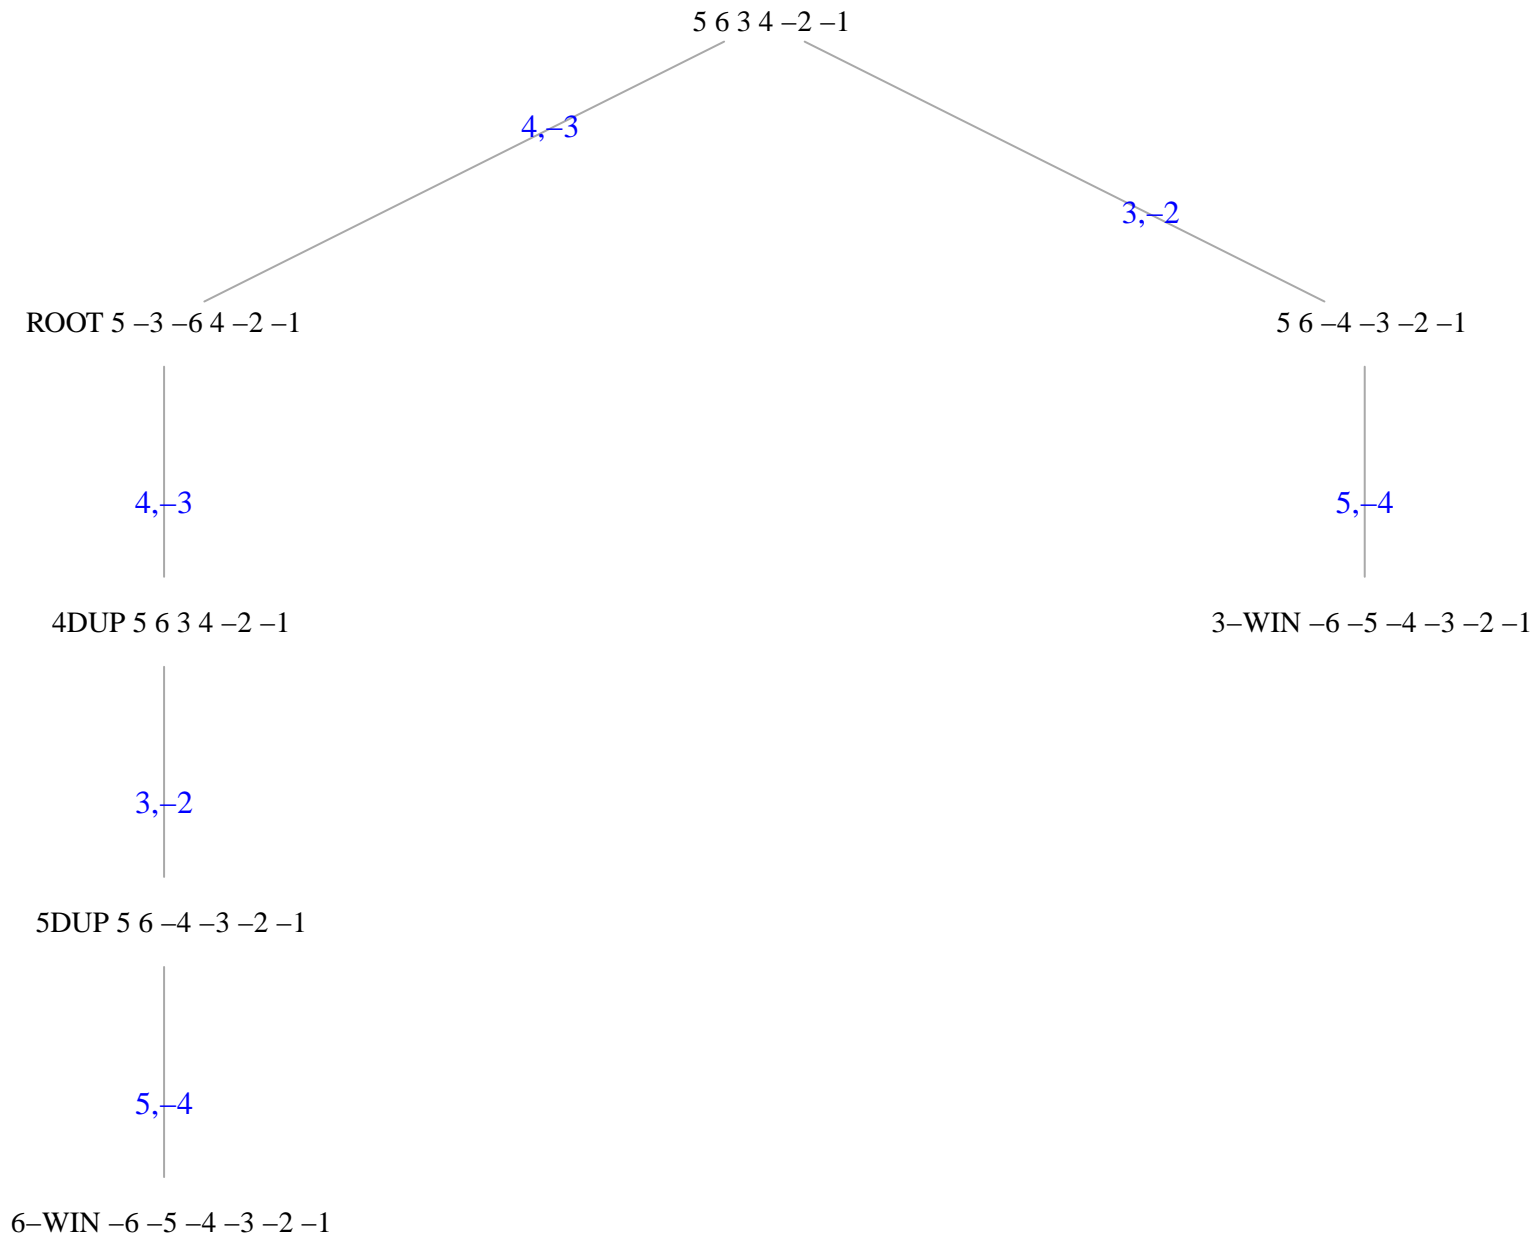 5 6 3 4 –2 –1
4,–3
3,–2
ROOT 5 –3 –6 4 –2 –1
5 6 –4 –3 –2 –1
4,–3
5,–4
4DUP 5 6 3 4 –2 –1
3–WIN –6 –5 –4 –3 –2 –1
3,–2
5DUP 5 6 –4 –3 –2 –1
5,–4
6–WIN –6 –5 –4 –3 –2 –1